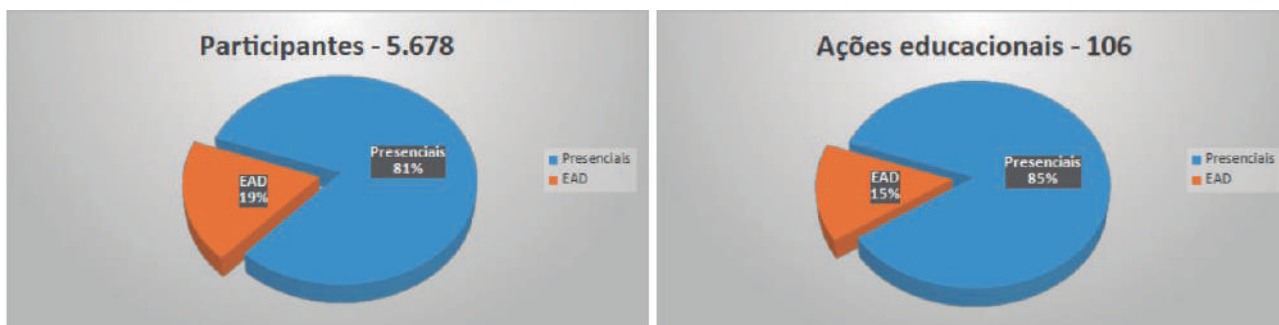 Participantes - 5.678
Presenciais
81%
EAD
19%
Presenciais
EAD
Ações educacionais - 106
Presenciais
85%
EAD
15%
Presenciais
EAD